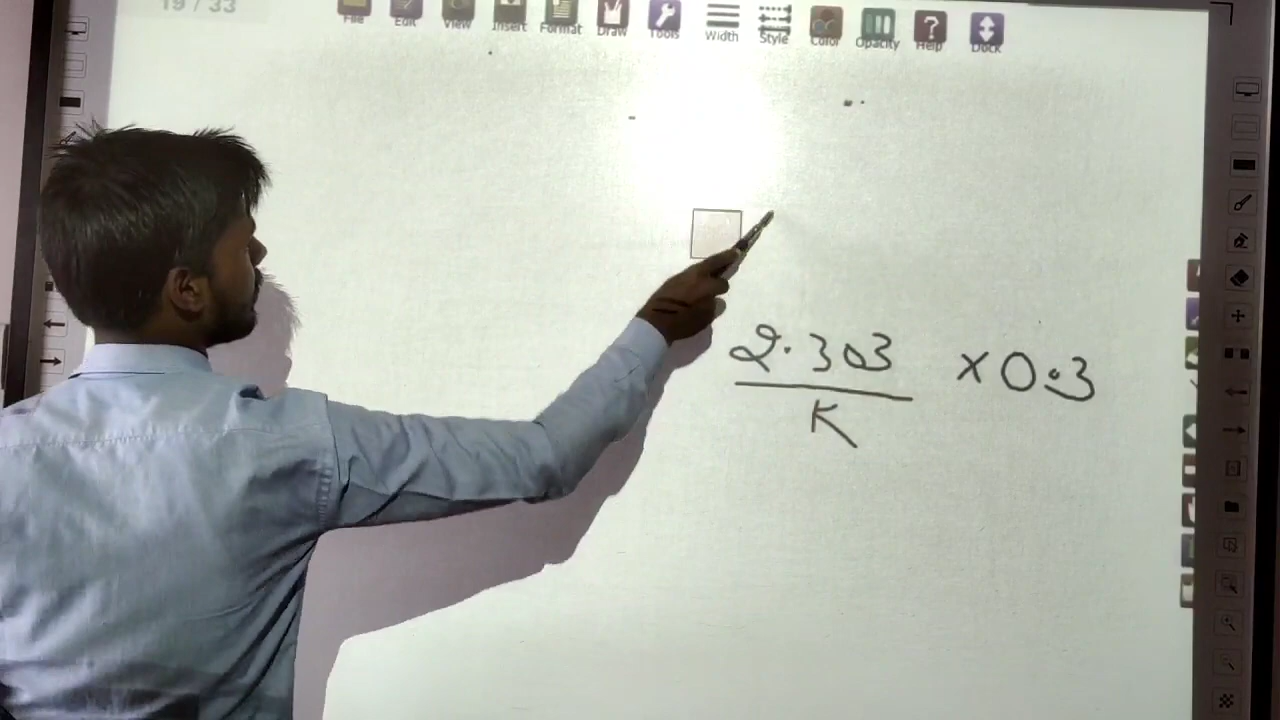 19 / 33
File Edit View Insert Format Draw Tools Width Style Color Opacity Help Dock
2.303 × 0.3
K